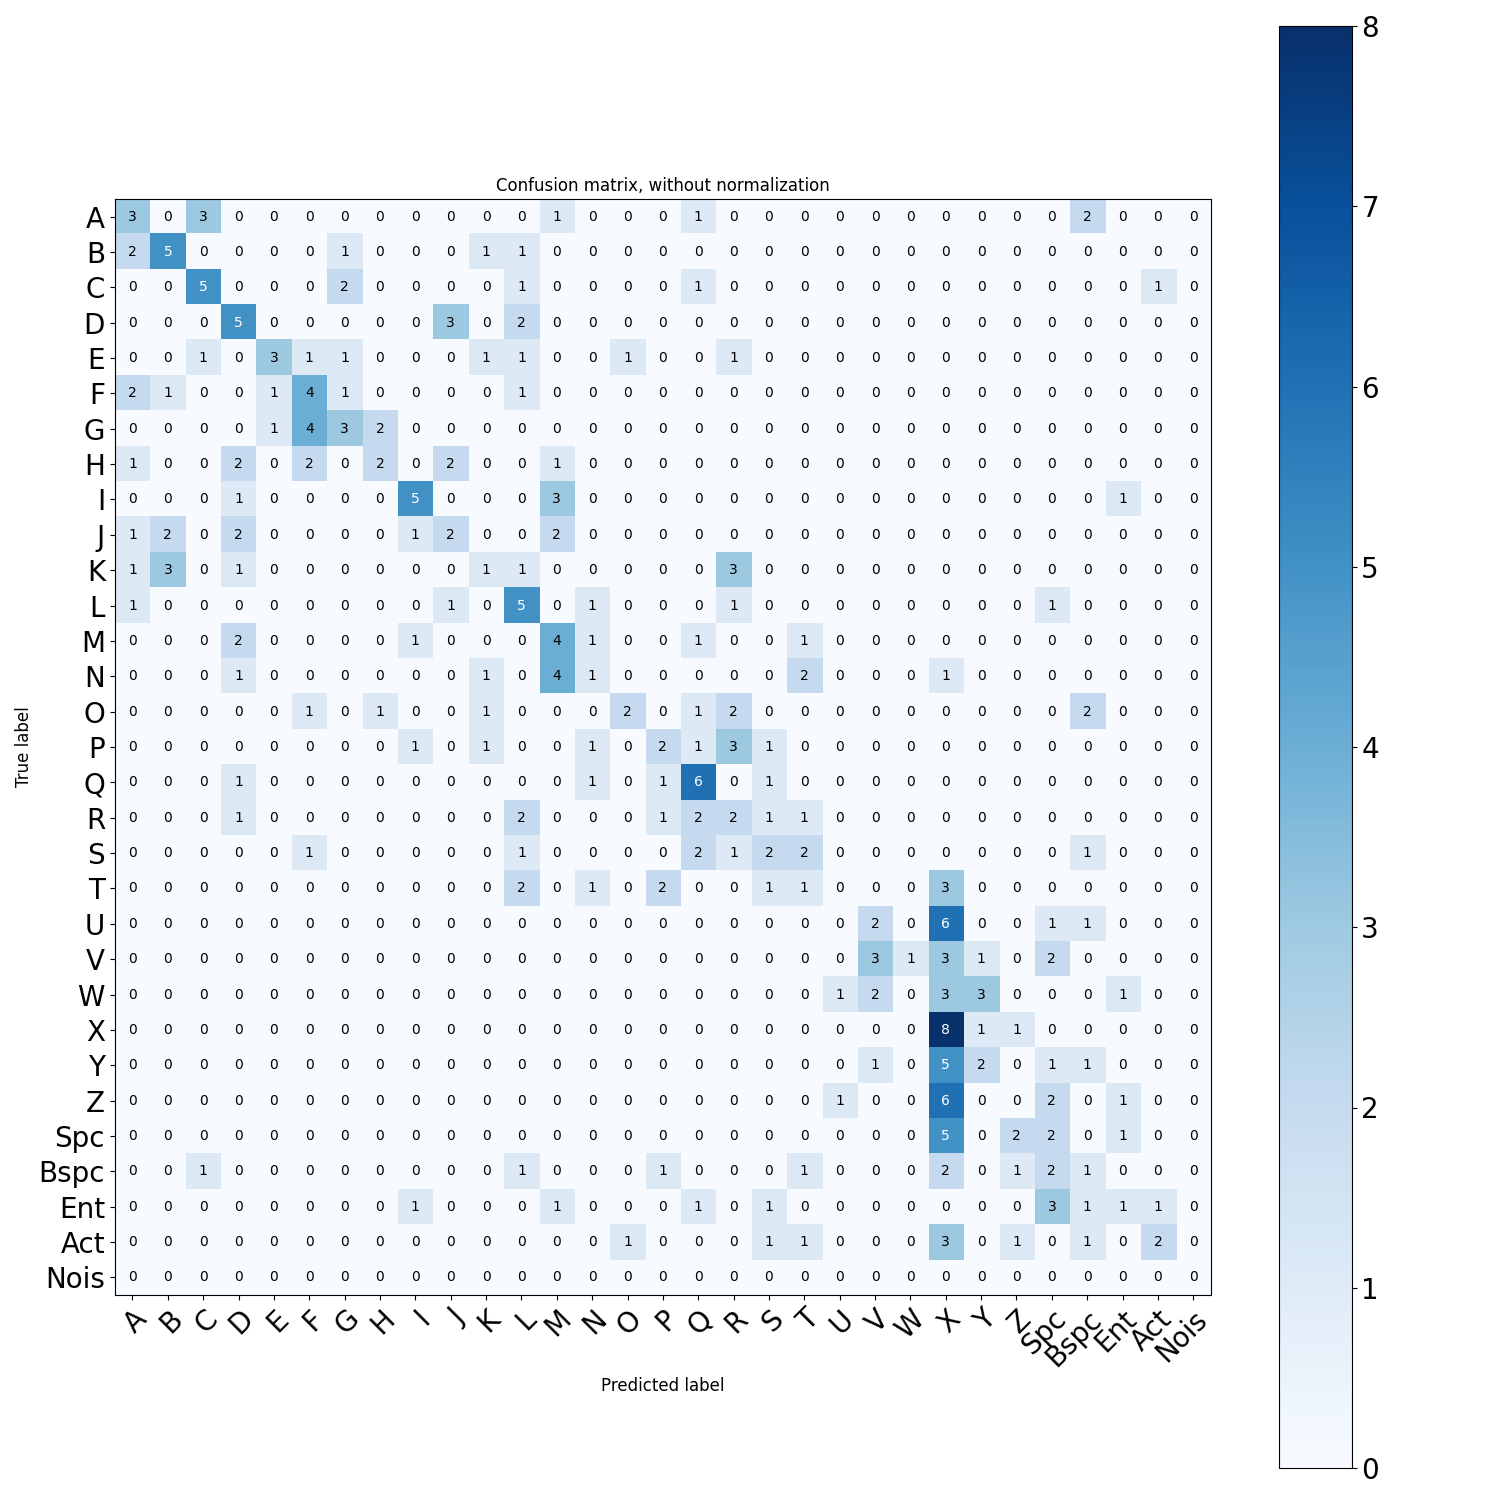 Confusion matrix, without normalization
A 3 0 3 0 0 0 0 0 0 0 0 0 1 0 0 0 1 0 0 0 0 0 0 0 0 0 0 2 0 0 0
B 2 5 0 0 0 0 1 0 0 0 1 1 0 0 0 0 0 0 0 0 0 0 0 0 0 0 0 0 0 0 0
C 0 0 5 0 0 0 2 0 0 0 0 1 0 0 0 0 1 0 0 0 0 0 0 0 0 0 0 0 0 1 0
D 0 0 0 5 0 0 0 0 0 3 0 2 0 0 0 0 0 0 0 0 0 0 0 0 0 0 0 0 0 0 0
E 0 0 1 0 3 1 1 0 0 0 1 1 0 0 1 0 0 1 0 0 0 0 0 0 0 0 0 0 0 0 0
F 2 1 0 0 1 4 1 0 0 0 0 1 0 0 0 0 0 0 0 0 0 0 0 0 0 0 0 0 0 0 0
G 0 0 0 0 1 4 3 2 0 0 0 0 0 0 0 0 0 0 0 0 0 0 0 0 0 0 0 0 0 0 0
H 1 0 0 2 0 2 0 2 0 2 0 0 1 0 0 0 0 0 0 0 0 0 0 0 0 0 0 0 0 0 0
I 0 0 0 1 0 0 0 0 5 0 0 0 3 0 0 0 0 0 0 0 0 0 0 0 0 0 0 0 1 0 0
J 1 2 0 2 0 0 0 0 1 2 0 0 2 0 0 0 0 0 0 0 0 0 0 0 0 0 0 0 0 0 0
K 1 3 0 1 0 0 0 0 0 0 1 1 0 0 0 0 0 3 0 0 0 0 0 0 0 0 0 0 0 0 0
L 1 0 0 0 0 0 0 0 0 1 0 5 0 1 0 0 0 1 0 0 0 0 0 0 0 0 1 0 0 0 0
M 0 0 0 2 0 0 0 0 1 0 0 0 4 1 0 0 1 0 0 1 0 0 0 0 0 0 0 0 0 0 0
N 0 0 0 1 0 0 0 0 0 0 1 0 4 1 0 0 0 0 0 2 0 0 0 1 0 0 0 0 0 0 0
O 0 0 0 0 0 1 0 1 0 0 1 0 0 0 2 0 1 2 0 0 0 0 0 0 0 0 0 2 0 0 0
P 0 0 0 0 0 0 0 0 1 0 1 0 0 1 0 2 1 3 1 0 0 0 0 0 0 0 0 0 0 0 0
Q 0 0 0 1 0 0 0 0 0 0 0 0 0 1 0 1 6 0 1 0 0 0 0 0 0 0 0 0 0 0 0
R 0 0 0 1 0 0 0 0 0 0 0 2 0 0 0 1 2 2 1 1 0 0 0 0 0 0 0 0 0 0 0
S 0 0 0 0 0 1 0 0 0 0 0 1 0 0 0 0 2 1 2 2 0 0 0 0 0 0 0 1 0 0 0
T 0 0 0 0 0 0 0 0 0 0 0 2 0 1 0 2 0 0 1 1 0 0 0 3 0 0 0 0 0 0 0
U 0 0 0 0 0 0 0 0 0 0 0 0 0 0 0 0 0 0 0 0 0 2 0 6 0 0 1 1 0 0 0
V 0 0 0 0 0 0 0 0 0 0 0 0 0 0 0 0 0 0 0 0 0 3 1 3 1 0 2 0 0 0 0
W 0 0 0 0 0 0 0 0 0 0 0 0 0 0 0 0 0 0 0 0 1 2 0 3 3 0 0 0 1 0 0
X 0 0 0 0 0 0 0 0 0 0 0 0 0 0 0 0 0 0 0 0 0 0 0 8 1 1 0 0 0 0 0
Y 0 0 0 0 0 0 0 0 0 0 0 0 0 0 0 0 0 0 0 0 0 1 0 5 2 0 1 1 0 0 0
Z 0 0 0 0 0 0 0 0 0 0 0 0 0 0 0 0 0 0 0 0 1 0 0 6 0 0 2 0 1 0 0
Spc 0 0 0 0 0 0 0 0 0 0 0 0 0 0 0 0 0 0 0 0 0 0 0 5 0 2 2 0 1 0 0
Bspc 0 0 1 0 0 0 0 0 0 0 0 1 0 0 0 1 0 0 0 1 0 0 0 2 0 1 2 1 0 0 0
Ent 0 0 0 0 0 0 0 0 1 0 0 0 1 0 0 0 1 0 1 0 0 0 0 0 0 0 3 1 1 1 0
Act 0 0 0 0 0 0 0 0 0 0 0 0 0 0 1 0 0 0 1 1 0 0 0 3 0 1 0 1 0 2 0
Nois 0 0 0 0 0 0 0 0 0 0 0 0 0 0 0 0 0 0 0 0 0 0 0 0 0 0 0 0 0 0 0
A B C D E F G H I J K L M N O P Q R S T U V W X Y Z Spc Bspc Ent Act Nois
True label
Predicted label
8
7
6
5
4
3
2
1
0